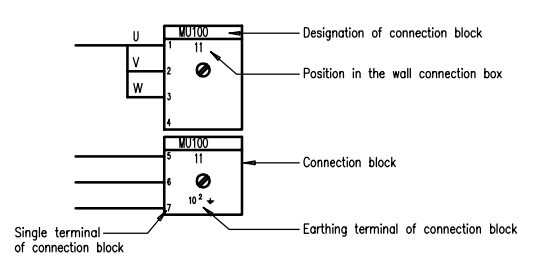 MU100
Designation of connection block
U
1
11
V
2
Position in the wall connection box
W
3
4
MU100
5
11
Connection block
6
10 2
7
Single terminal
of connection block
Earthing terminal of connection block